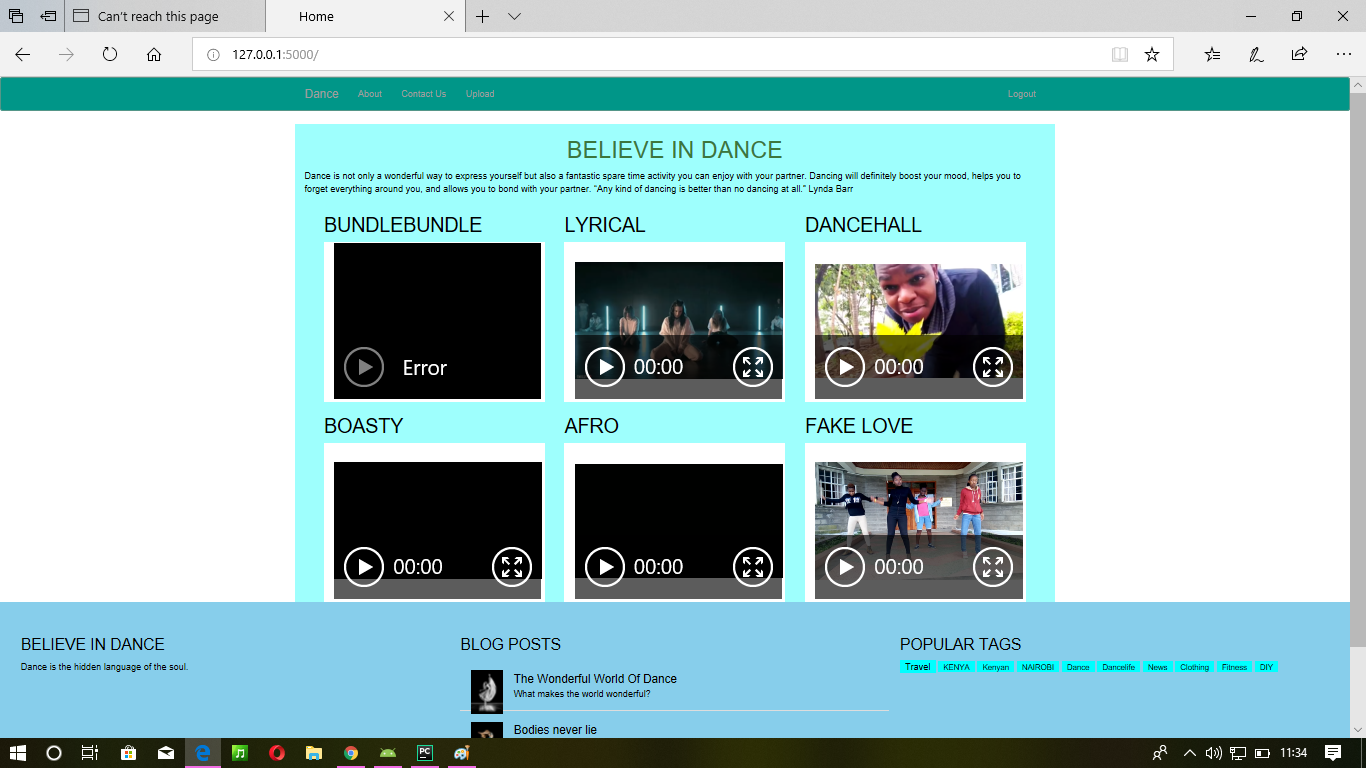 Can't reach this page
Home
127.0.0.1:5000/
Dance About Contact Us Upload Logout
BELIEVE IN DANCE
Dance is not only a wonderful way to express yourself but also a fantastic spare time activity you can enjoy with your partner. Dancing will definitely boost your mood, helps you to
forget everything around you, and allows you to bond with your partner. "Any kind of dancing is better than no dancing at all." Lynda Barr
BUNDLEBUNDLE
LYRICAL
DANCEHALL
Error
00:00
00:00
BOASTY
AFRO
FAKE LOVE
00:00
00:00
00:00
BELIEVE IN DANCE
Dance is the hidden language of the soul.
BLOG POSTS
The Wonderful World Of Dance
What makes the world wonderful?
Bodies never lie
POPULAR TAGS
Travel KENYA Kenyan NAIROBI Dance Dancelife News Clothing Fitness DIY
PC
11:34